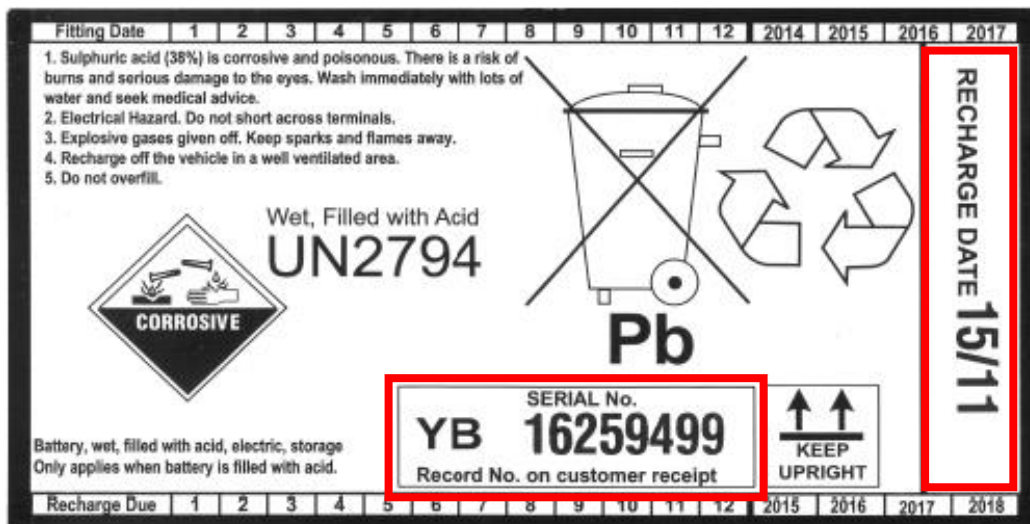 Fitting Date 1 2 3 4 5 6 7 8 9 10 11 12 2014 2015 2016 2017
1. Sulphuric acid (38%) is corrosive and poisonous. There is a risk of
burns and serious damage to the eyes. Wash immediately with lots of
water and seek medical advice.
2. Electrical Hazard. Do not short across terminals.
3. Explosive gases given off. Keep sparks and flames away.
4. Recharge off the vehicle in a well ventilated area.
5. Do not overfill.
Wet, Filled with Acid
UN2794
CORROSIVE
Pb
RECHARGE DATE 15/11
SERIAL No.
YB 16259499
Record No. on customer receipt
KEEP
UPRIGHT
Battery, wet, filled with acid, electric, storage
Only applies when battery is filled with acid.
Recharge Due 1 2 3 4 5 6 7 8 9 10 11 12 2015 2016 2017 2018